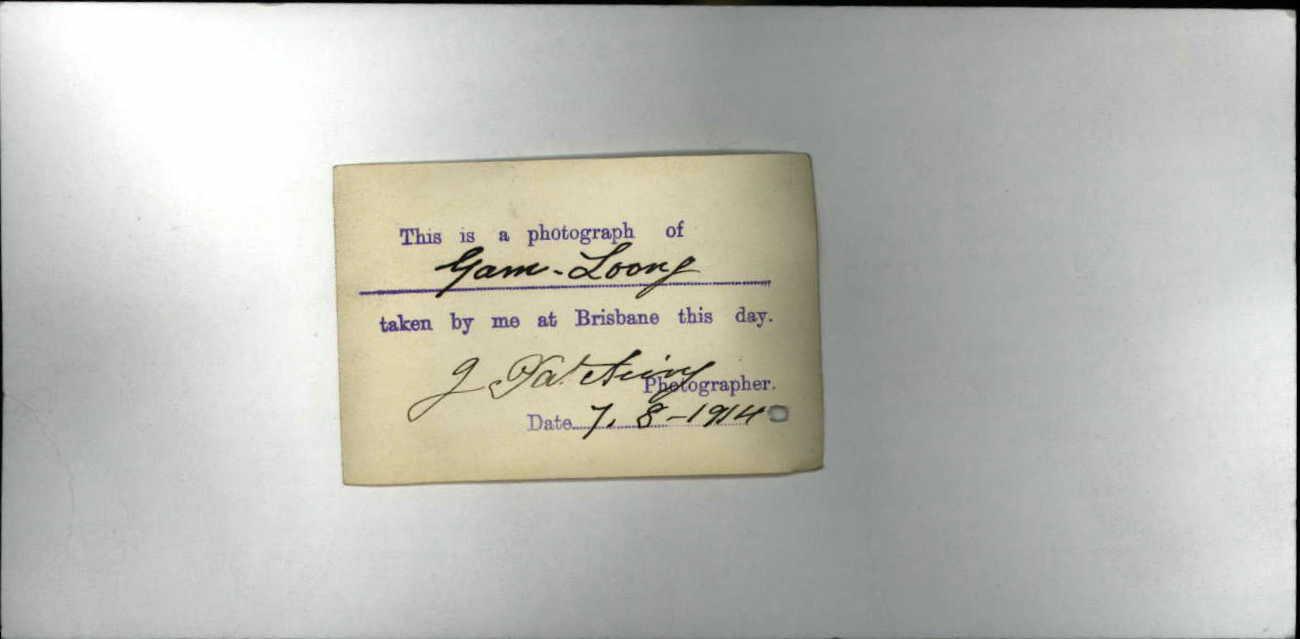 This is a photograph of
Gam-Loong
taken by me at Brisbane this day.
J.
Photographer.
Date 7. 8-1914